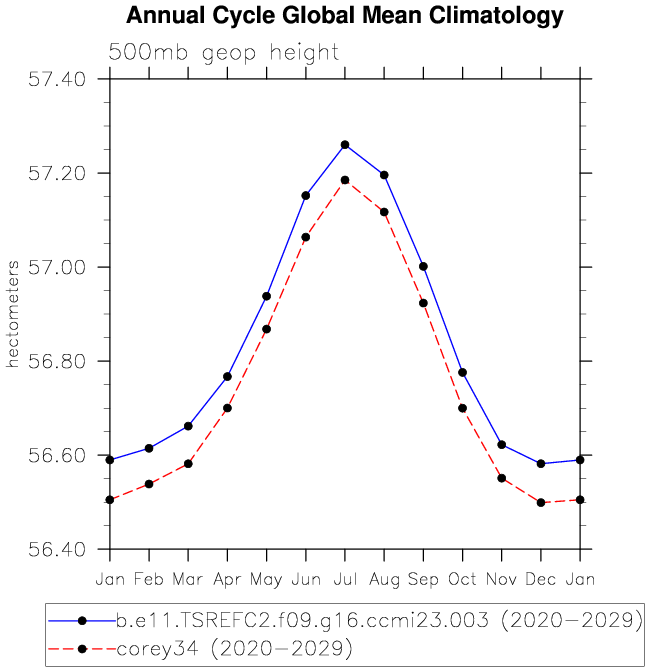 Annual Cycle Global Mean Climatology
500mb geop height
57.40
57.20
57.00
56.80
56.60
56.40
hectometers
Jan Feb Mar Apr May Jun Jul Aug Sep Oct Nov Dec Jan
b.e11.TSREFC2.f09.g16.ccmi23.003 (2020-2029)
corey34 (2020-2029)